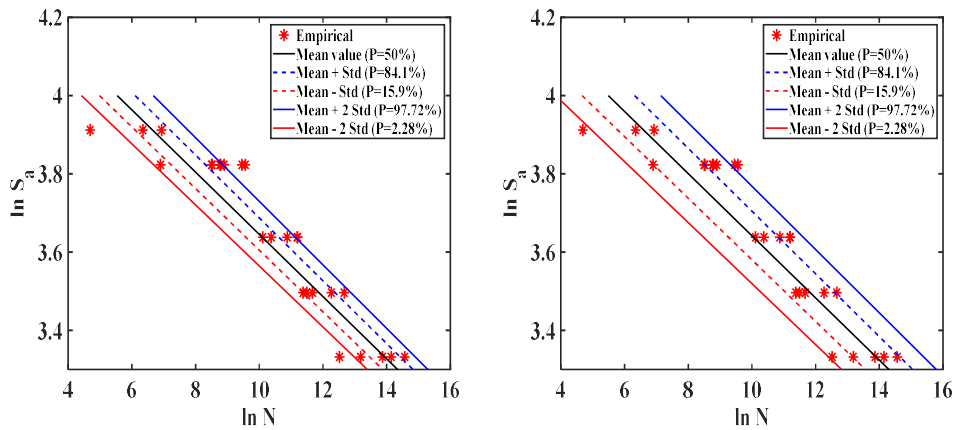 4.2
4
3.8
3.6
3.4
ln Sa
4
6
8
10
12
14
16
ln N
Empirical
Mean value (P=50%)
Mean + Std (P=84.1%)
Mean - Std (P=15.9%)
Mean + 2 Std (P=97.72%)
Mean - 2 Std (P=2.28%)
4.2
4
3.8
3.6
3.4
ln Sa
4
6
8
10
12
14
16
ln N
Empirical
Mean value (P=50%)
Mean + Std (P=84.1%)
Mean - Std (P=15.9%)
Mean + 2 Std (P=97.72%)
Mean - 2 Std (P=2.28%)